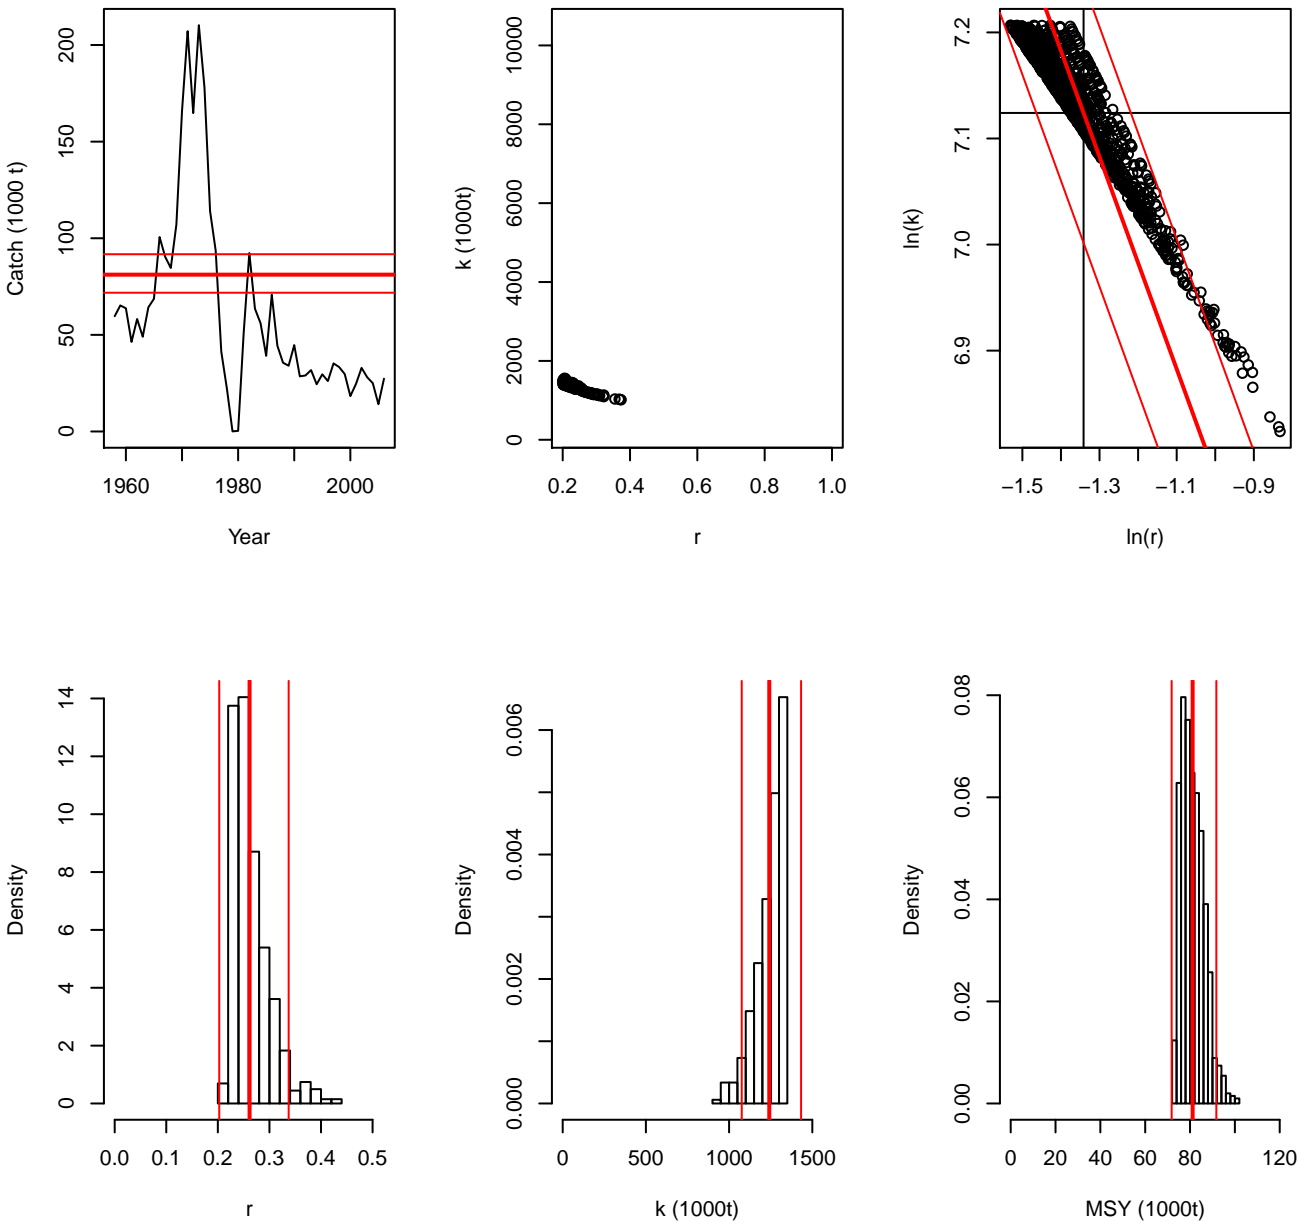 Catch (1000 t)
0 50 100 150 200
1960 1980 2000
Year
k (1000t)
0 2000 4000 6000 8000 10000
0.2 0.4 0.6 0.8 1.0
r
ln(k)
6.9 7.0 7.1 7.2
−1.5 −1.3 −1.1 −0.9
ln(r)
Density
0 2 4 6 8 10 12 14
0.0 0.1 0.2 0.3 0.4 0.5
r
Density
0.000 0.002 0.004 0.006
0 500 1000 1500
k (1000t)
Density
0.00 0.02 0.04 0.06 0.08
0 20 40 60 80 120
MSY (1000t)